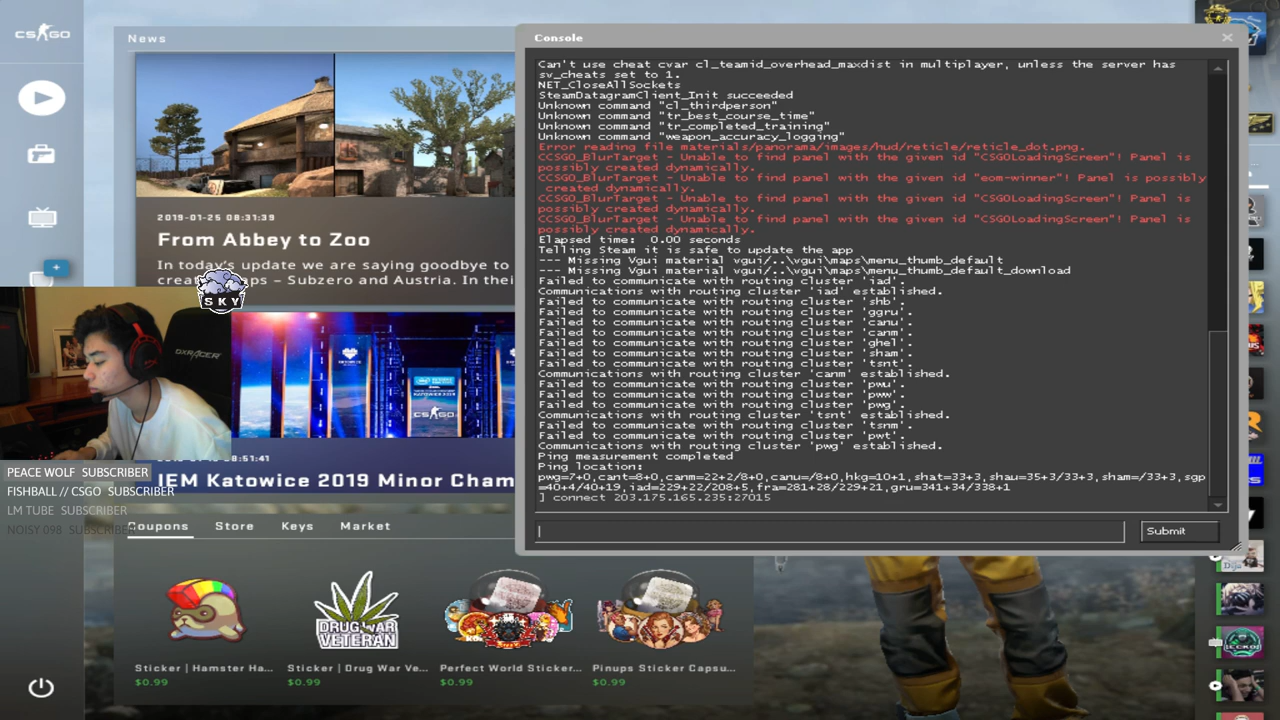 CS GO
News
2019-01-25 08:31:39
From Abbey to Zoo
In today's update we are saying goodbye to
SKY
DXRACER
CS GO
IEM Katowice 2019 Minor Cham
PEACE WOLF SUBSCRIBER
FISHBALL // CSGO SUBSCRIBER
LM TUBE SUBSCRIBER
NOISY 098 SUBSCRIBER
Coupons Store Keys Market
DRUG WAR
VETERAN
Sticker | Hamster Ha... Sticker | Drug War Ve... Perfect World Sticker... Pinups Sticker Capsu...
$0.99 $0.99 $0.99 $0.99
Console
Can't use cheat cvar cl_teamid_overhead_maxdist in multiplayer, unless the server has
sv_cheats set to 1.
NET_CloseAllSockets
SteamDatagramClient_Init succeeded
Unknown command "cl_thirdperson"
Unknown command "tr_best_course_time"
Unknown command "tr_completed_training"
Unknown command "weapon_accuracy_logging"
Error reading file materials/panorama/images/hud/reticle/reticle_dot.png.
CCSGO_BlurTarget - Unable to find panel with the given id "CSGOLoadingScreen"! Panel is
possibly created dynamically.
CCSGO_BlurTarget - Unable to find panel with the given id "eom-winner"! Panel is possibly
created dynamically.
CCSGO_BlurTarget - Unable to find panel with the given id "CSGOLoadingScreen"! Panel is
possibly created dynamically.
CCSGO_BlurTarget - Unable to find panel with the given id "CSGOLoadingScreen"! Panel is
possibly created dynamically.
Elapsed time: 0.00 seconds
Telling Steam it is safe to update the app
--- Missing Vgui material vgui/..\vgui\maps\menu_thumb_default
--- Missing Vgui material vgui/..\vgui\maps\menu_thumb_default_download
Failed to communicate with routing cluster 'iad'.
Communications with routing cluster 'iad' established.
Failed to communicate with routing cluster 'shb'.
Failed to communicate with routing cluster 'ggru'.
Failed to communicate with routing cluster 'canu'.
Failed to communicate with routing cluster 'canm'.
Failed to communicate with routing cluster 'ghel'.
Failed to communicate with routing cluster 'sham'.
Failed to communicate with routing cluster 'tsnt'.
Communications with routing cluster 'canm' established.
Failed to communicate with routing cluster 'pwu'.
Failed to communicate with routing cluster 'pww'.
Failed to communicate with routing cluster 'pwg'.
Communications with routing cluster 'tsnt' established.
Failed to communicate with routing cluster 'tsnm'.
Failed to communicate with routing cluster 'pwt'.
Communications with routing cluster 'pwg' established.
Ping measurement completed
Ping location:
pwg=7+0,cant=8+0,canm=22+2/8+0,canu=/8+0,hkg=10+1,shat=33+3,shau=35+3/33+3,sham=/33+3,sgp
=40+4/40+19,iad=229+22/208+5,fra=281+28/229+21,gru=341+34/338+1
] connect 203.175.165.235:27015
Submit